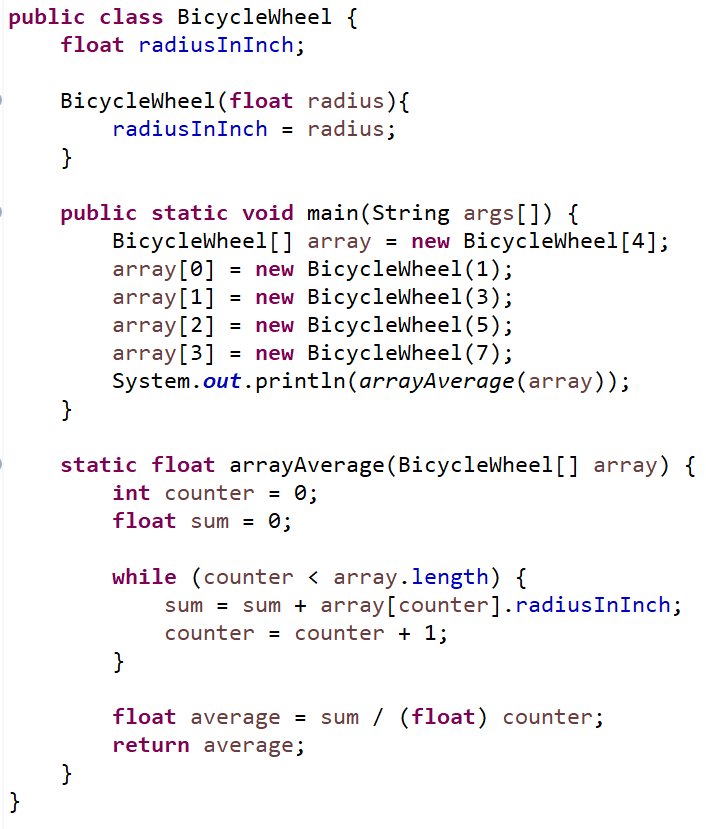 public class BicycleWheel {
    float radiusInInch;

    BicycleWheel(float radius){
        radiusInInch = radius;
    }

    public static void main(String args[]) {
        BicycleWheel[] array = new BicycleWheel[4];
        array[0] = new BicycleWheel(1);
        array[1] = new BicycleWheel(3);
        array[2] = new BicycleWheel(5);
        array[3] = new BicycleWheel(7);
        System.out.println(arrayAverage(array));
    }

    static float arrayAverage(BicycleWheel[] array) {
        int counter = 0;
        float sum = 0;

        while (counter < array.length) {
            sum = sum + array[counter].radiusInInch;
            counter = counter + 1;
        }

        float average = sum / (float) counter;
        return average;
    }
}